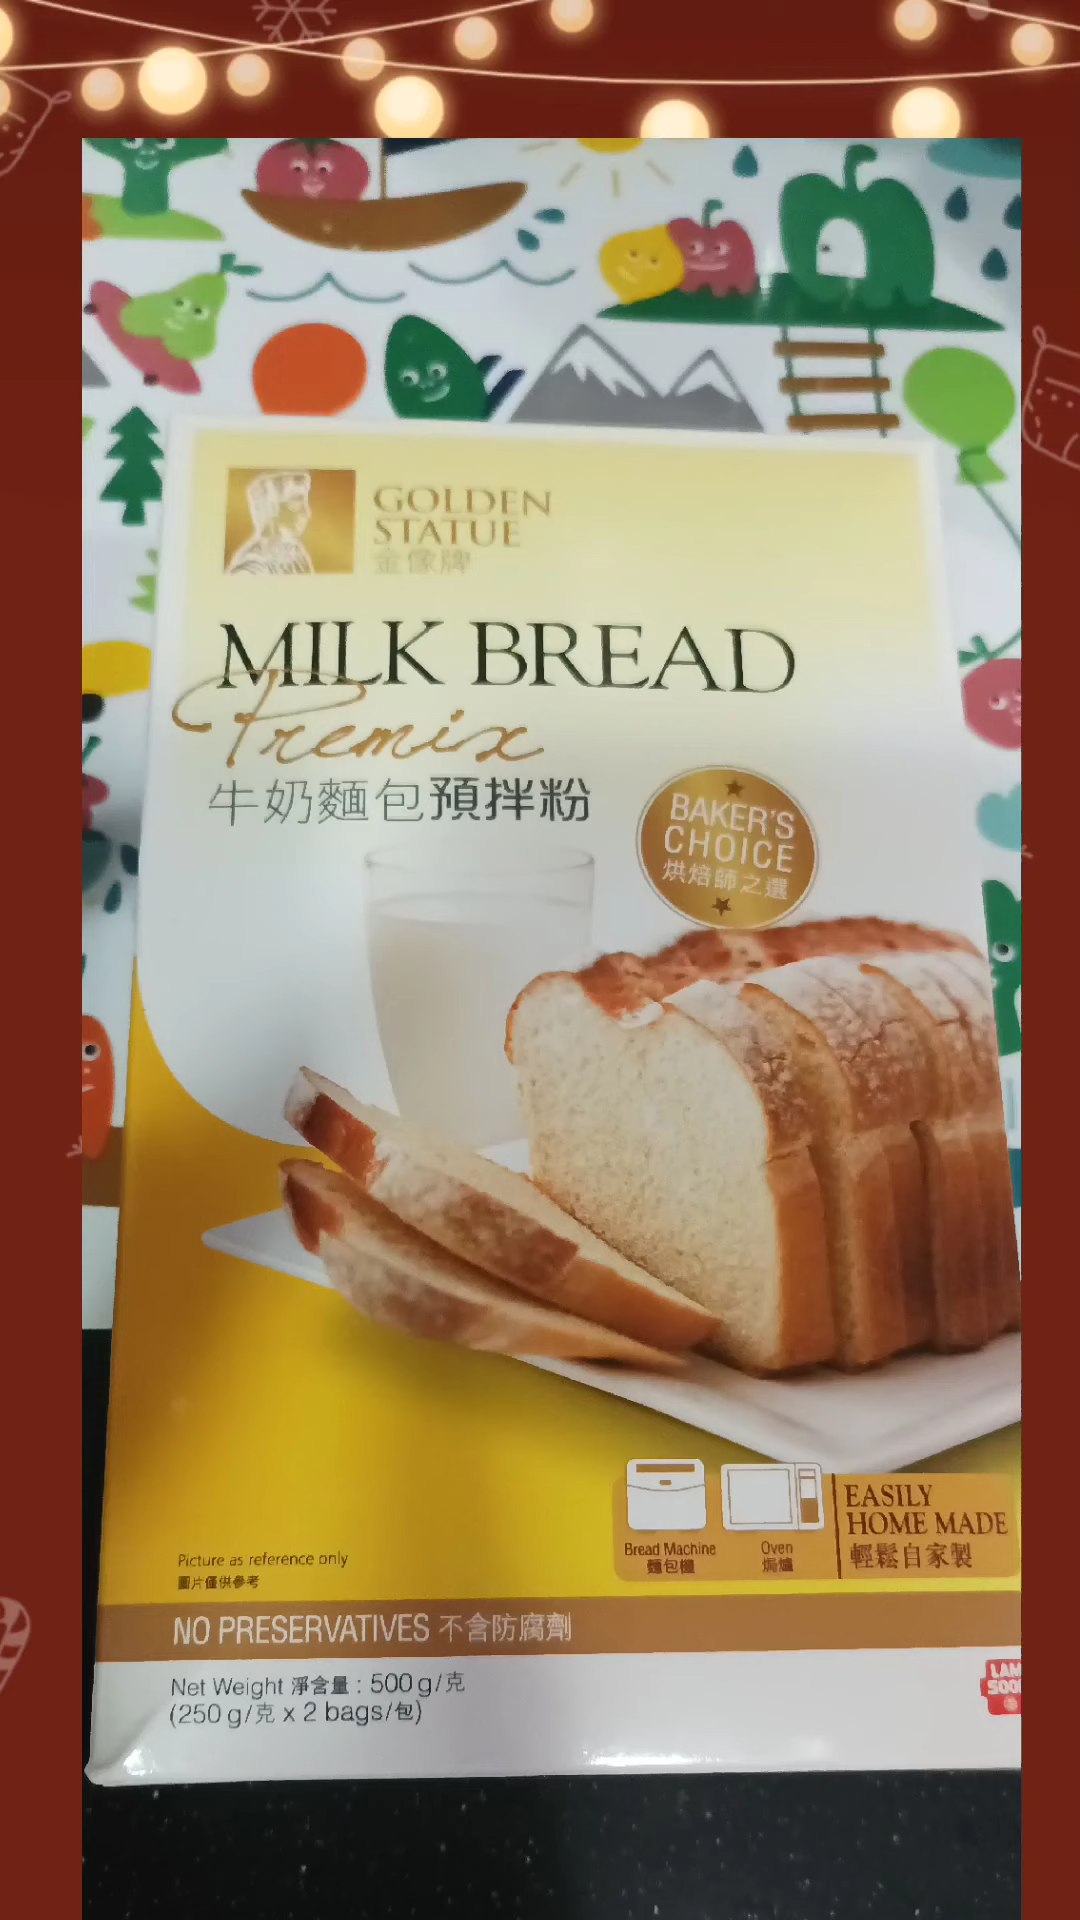 GOLDEN
STATUE
金像牌
MILK BREAD
Premix
牛奶麵包預拌粉
BAKER'S
CHOICE
烘焙師之選
EASILY
HOME MADE
輕鬆自家製
Bread Machine
麵包機
Oven
焗爐
Picture as reference only
圖片僅供參考
NO PRESERVATIVES 不含防腐劑
Net Weight 淨含量 : 500 g/克
(250 g/克 x 2 bags/包)
LAM
SOO